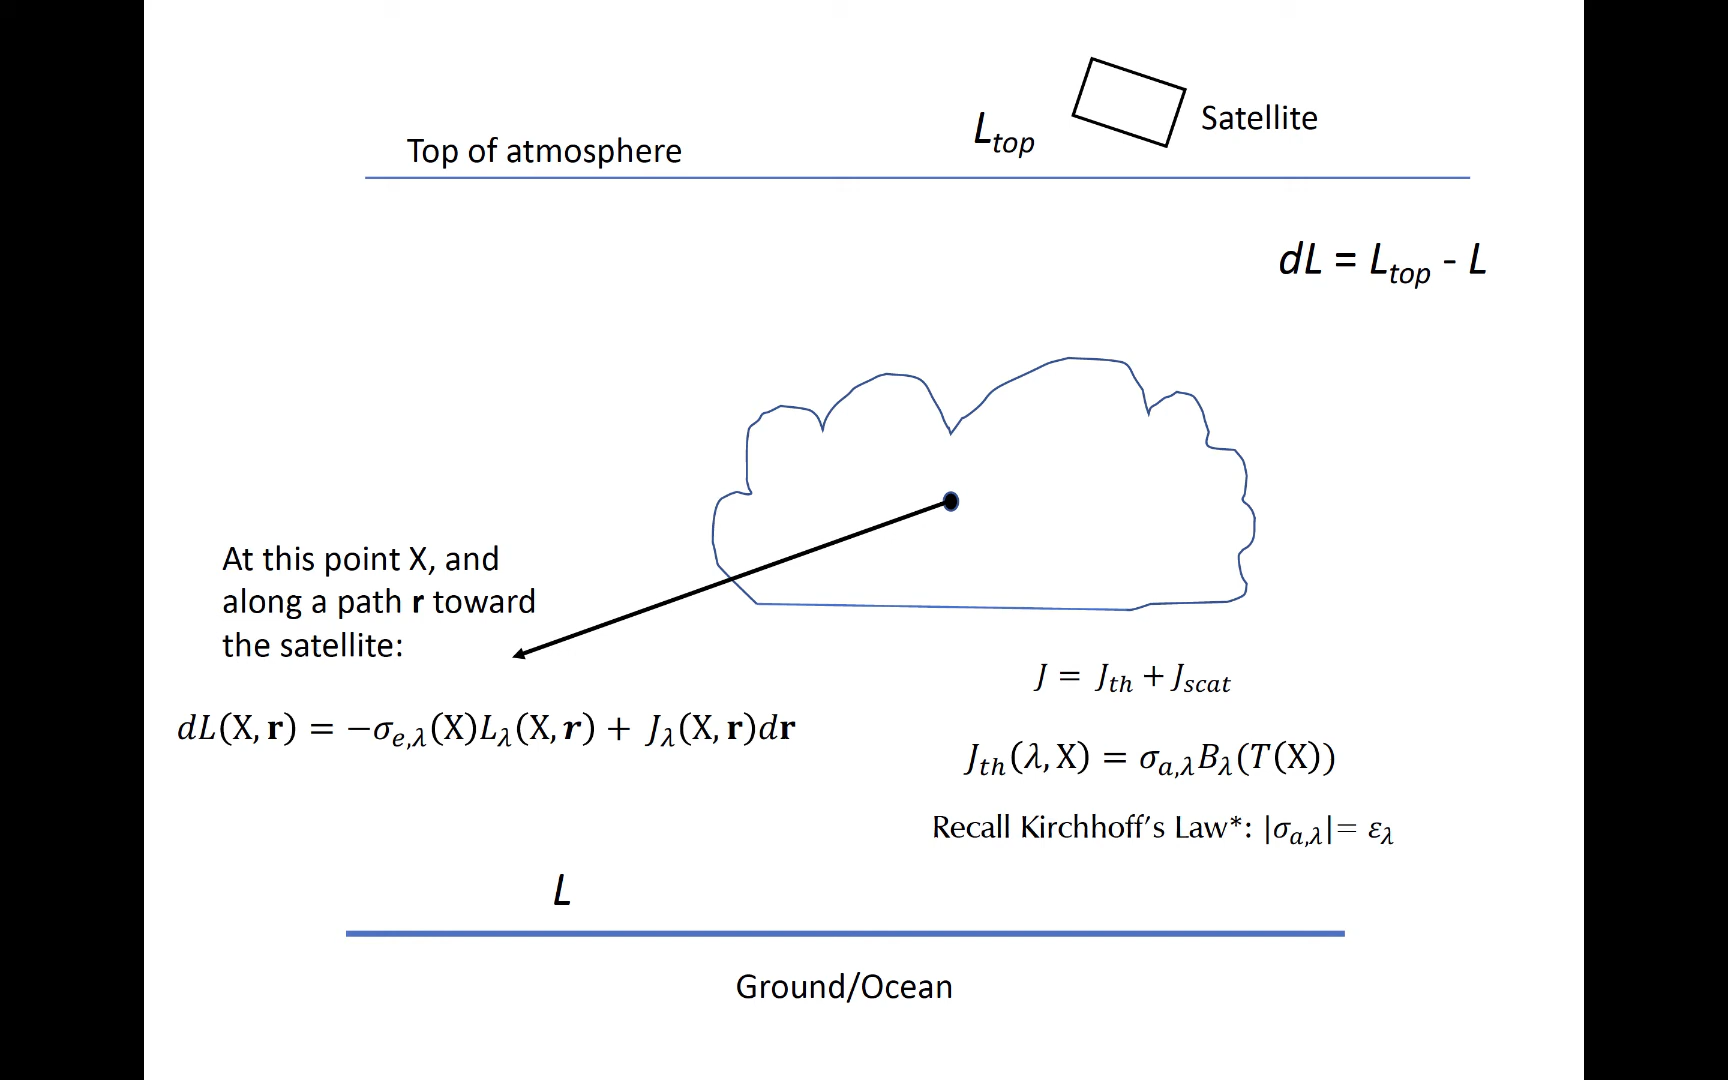 Satellite
L_top
Top of atmosphere
dL = L_top - L
At this point X, and
along a path r toward
the satellite:
J = J_th + J_scat
dL(X, r) = −σ_e,λ(X)L_λ(X, r) + J_λ(X, r)dr
J_th(λ, X) = σ_a,λB_λ(T(X))
Recall Kirchhoff's Law*: |σ_a,λ|= ε_λ
L
Ground/Ocean